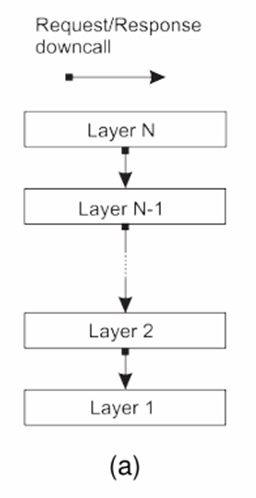 Request/Response
downcall
Layer N
Layer N-1
Layer 2
Layer 1
(a)